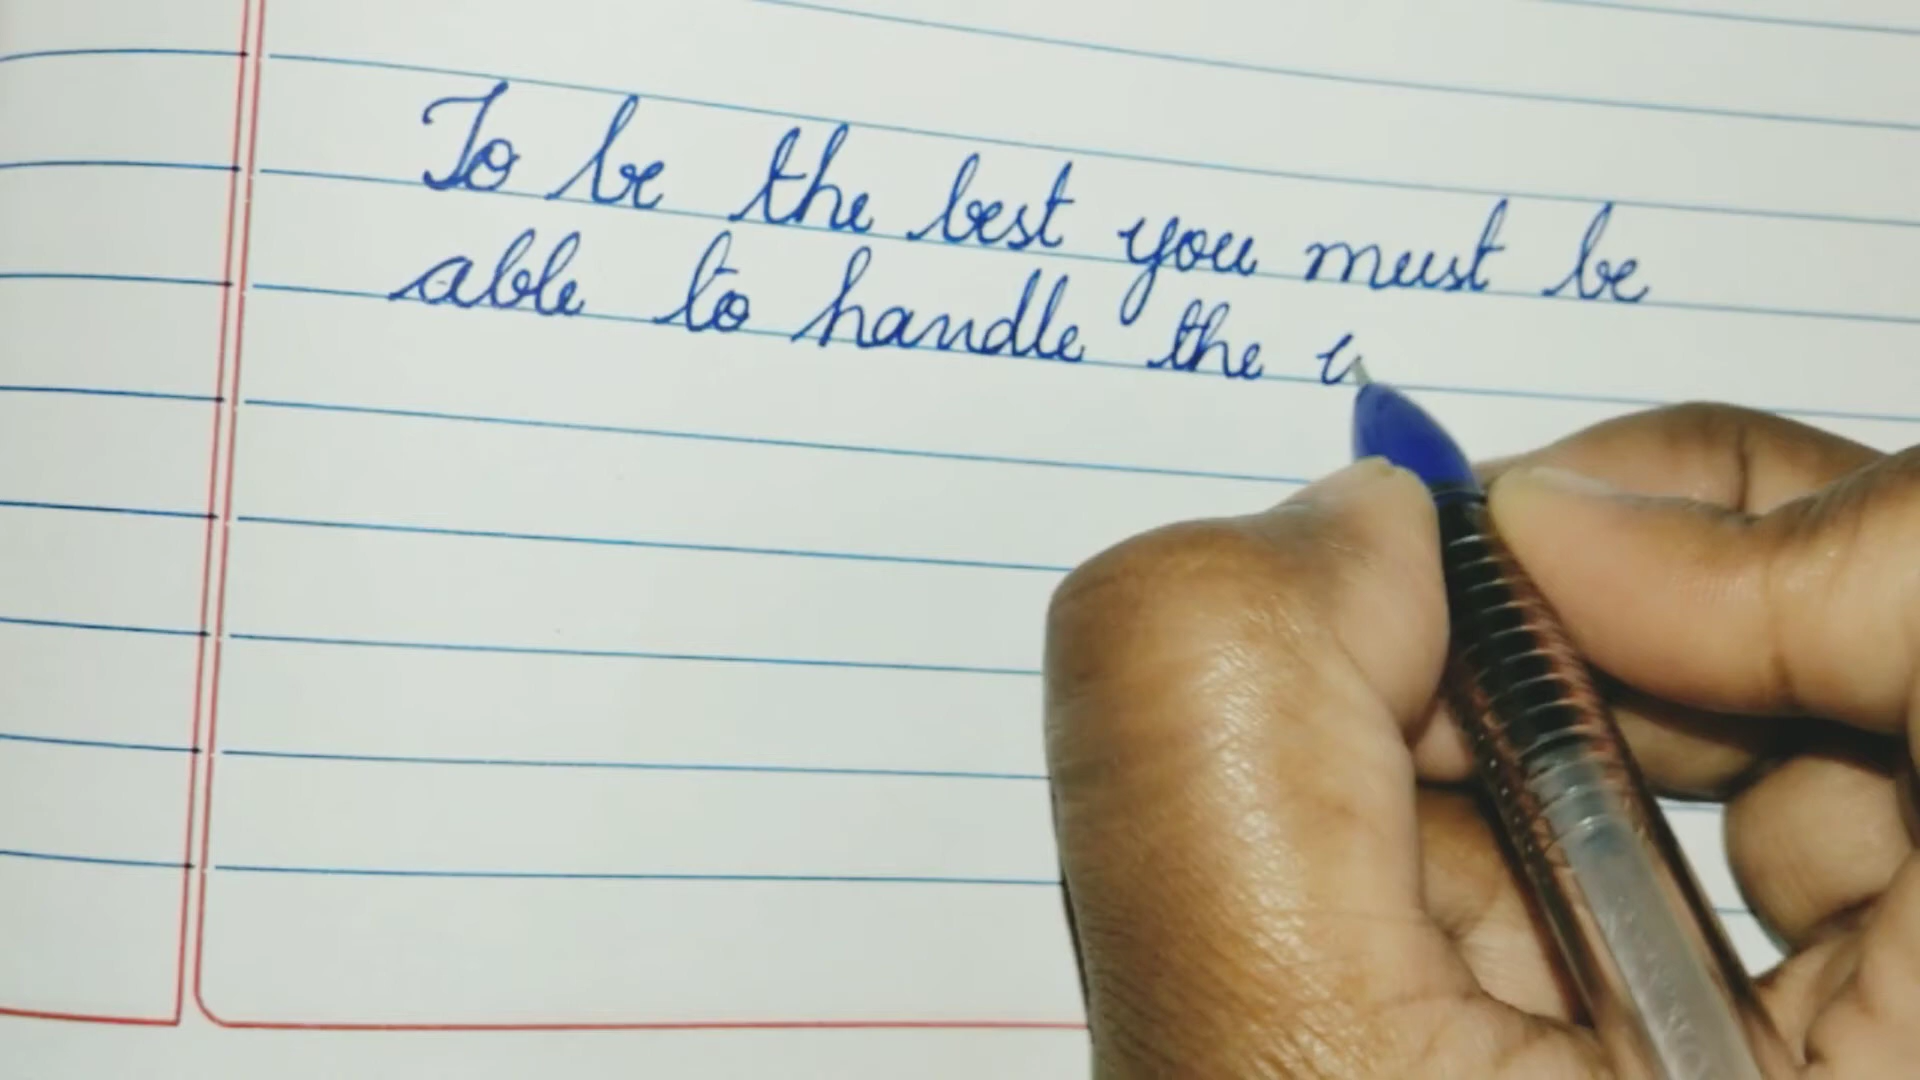 To be the best you must be
able to handle the